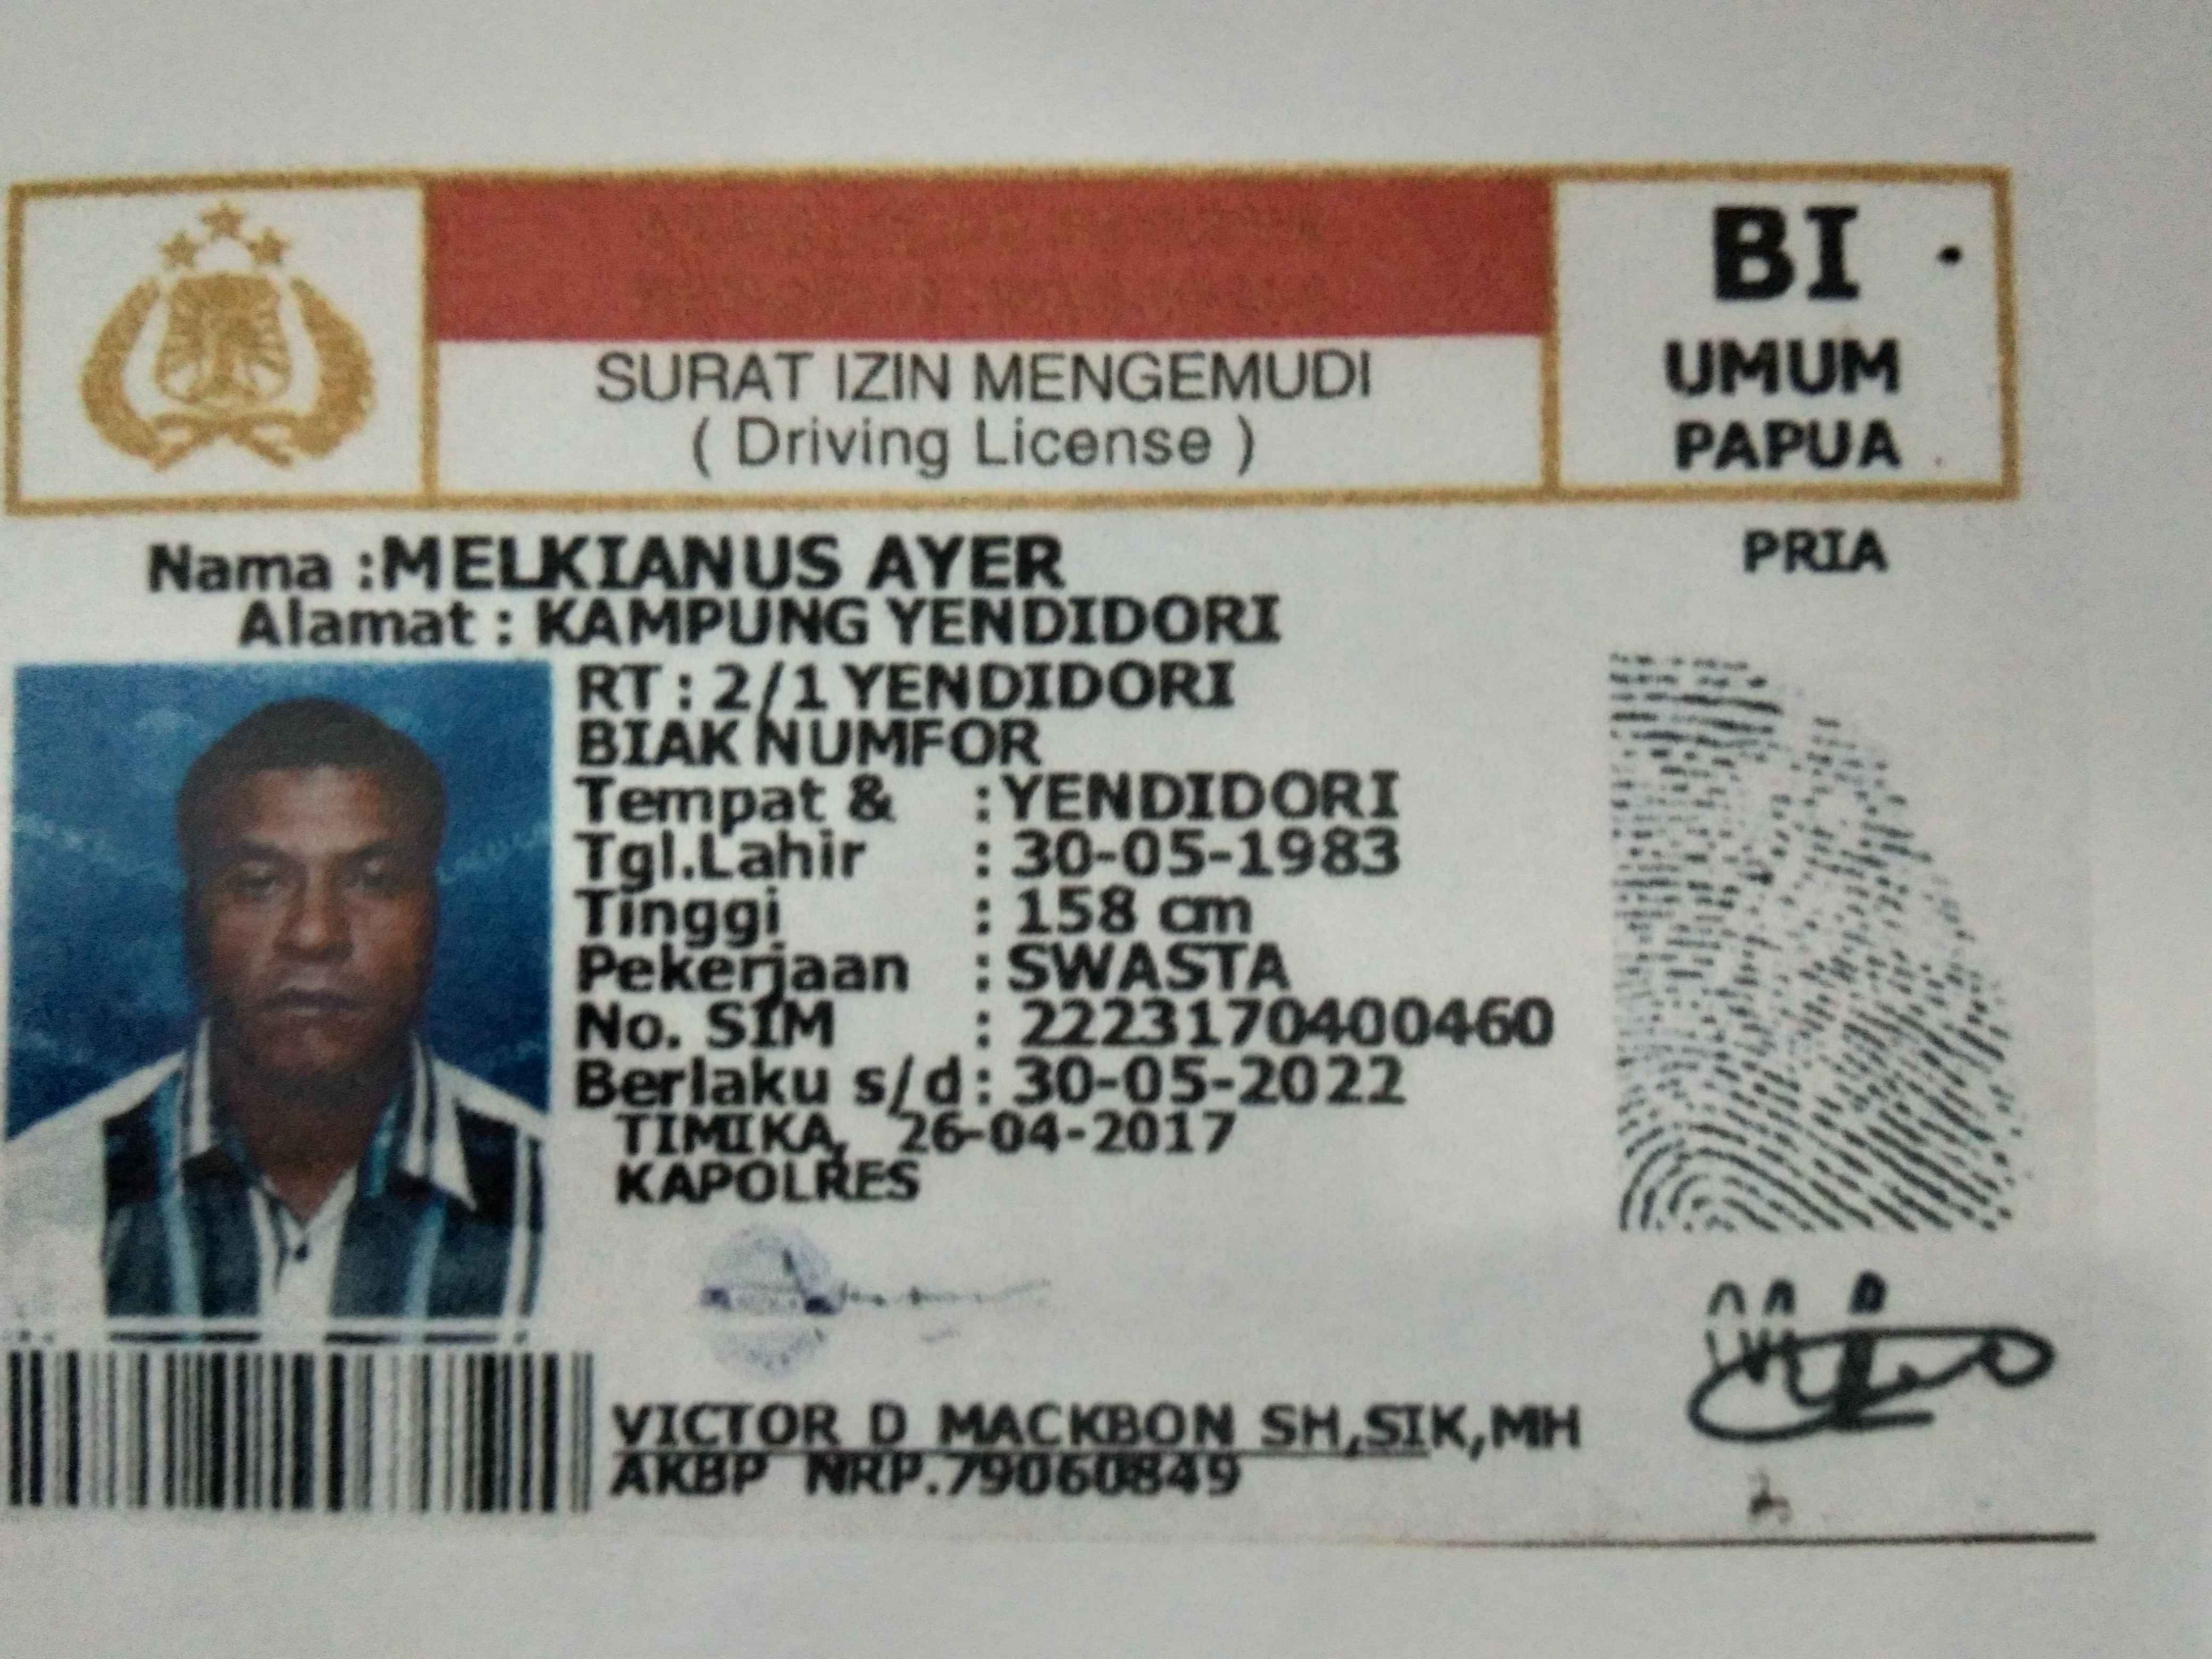 SURAT IZIN MENGEMUDI
( Driving License )
BI
UMUM
PAPUA
Nama :MELKIANUS AYER
PRIA
Alamat : KAMPUNG YENDIDORI
RT : 2/1 YENDIDORI
BIAK NUMFOR
Tempat & : YENDIDORI
Tgl.Lahir : 30-05-1983
Tinggi : 158 cm
Pekerjaan : SWASTA
No. SIM : 2223170400460
Berlaku s/d : 30-05-2022
TIMIKA, 26-04-2017
KAPOLRES
VICTOR D MACKBON SH,SIK,MH
AKBP NRP.79060849